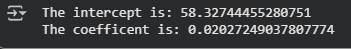 The intercept is: 58.32744455280751
The coefficent is: 0.02027249037807774